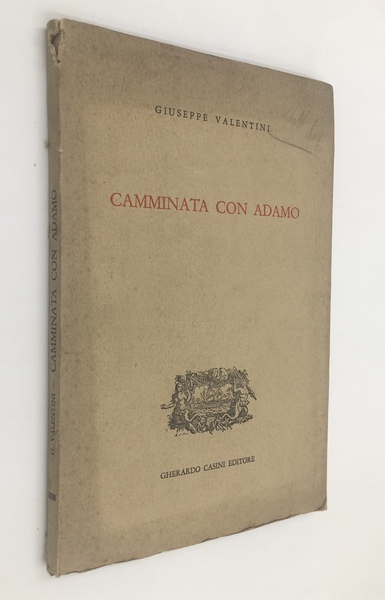 GIUSEPPE VALENTINI
CAMMINATA CON ADAMO
GHERARDO CASINI EDITORE
G. VALENTINI — CAMMINATA CON ADAMO